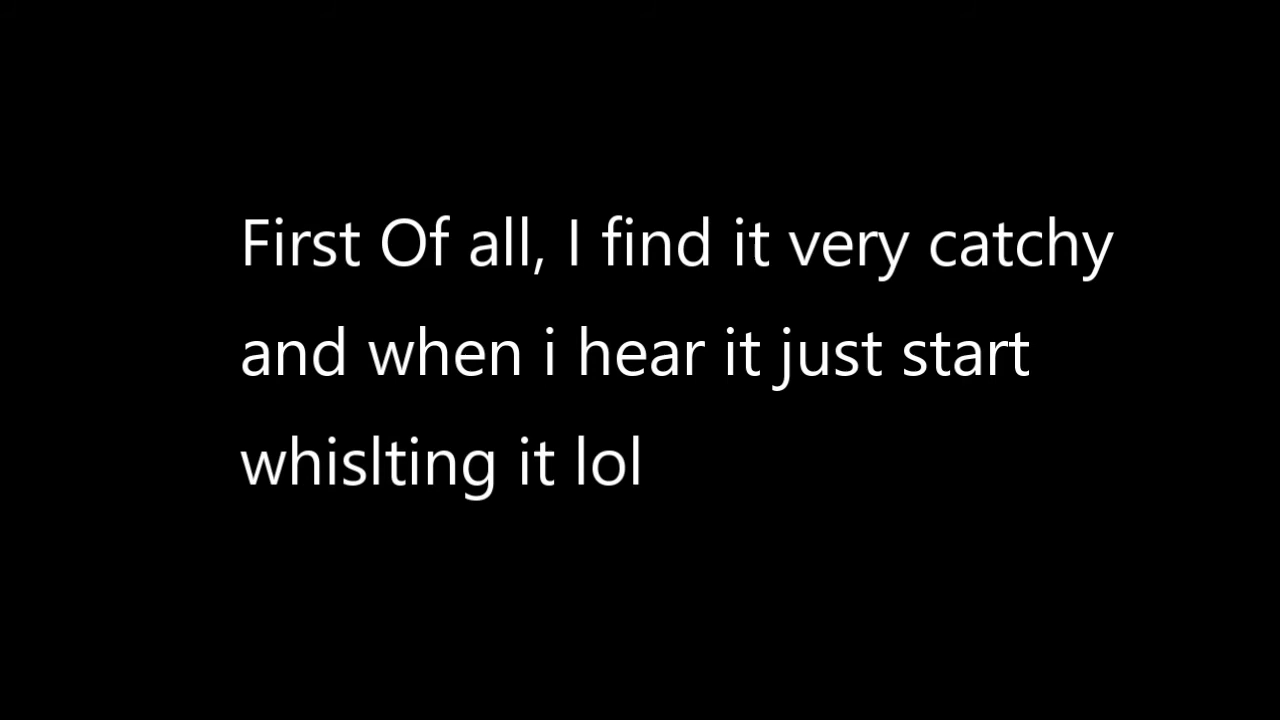 First Of all, I find it very catchy
and when i hear it just start
whislting it lol